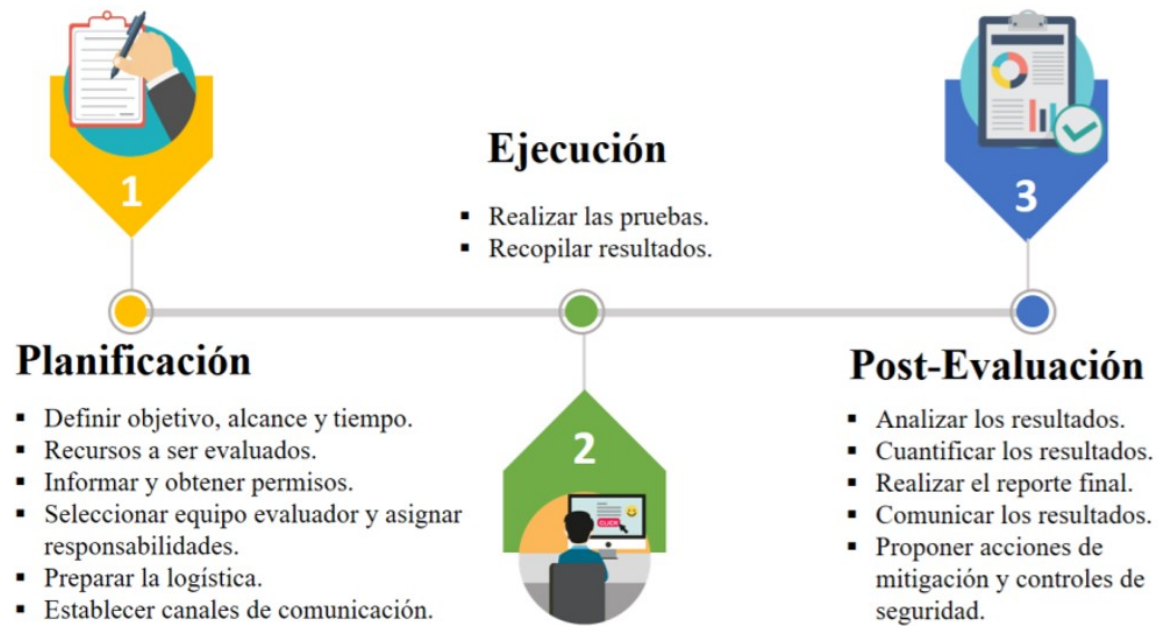 1
Planificación
▪ Definir objetivo, alcance y tiempo.
▪ Recursos a ser evaluados.
▪ Informar y obtener permisos.
▪ Seleccionar equipo evaluador y asignar
responsabilidades.
▪ Preparar la logística.
▪ Establecer canales de comunicación.
Ejecución
▪ Realizar las pruebas.
▪ Recopilar resultados.
2
CLICK
3
Post-Evaluación
▪ Analizar los resultados.
▪ Cuantificar los resultados.
▪ Realizar el reporte final.
▪ Comunicar los resultados.
▪ Proponer acciones de
mitigación y controles de
seguridad.